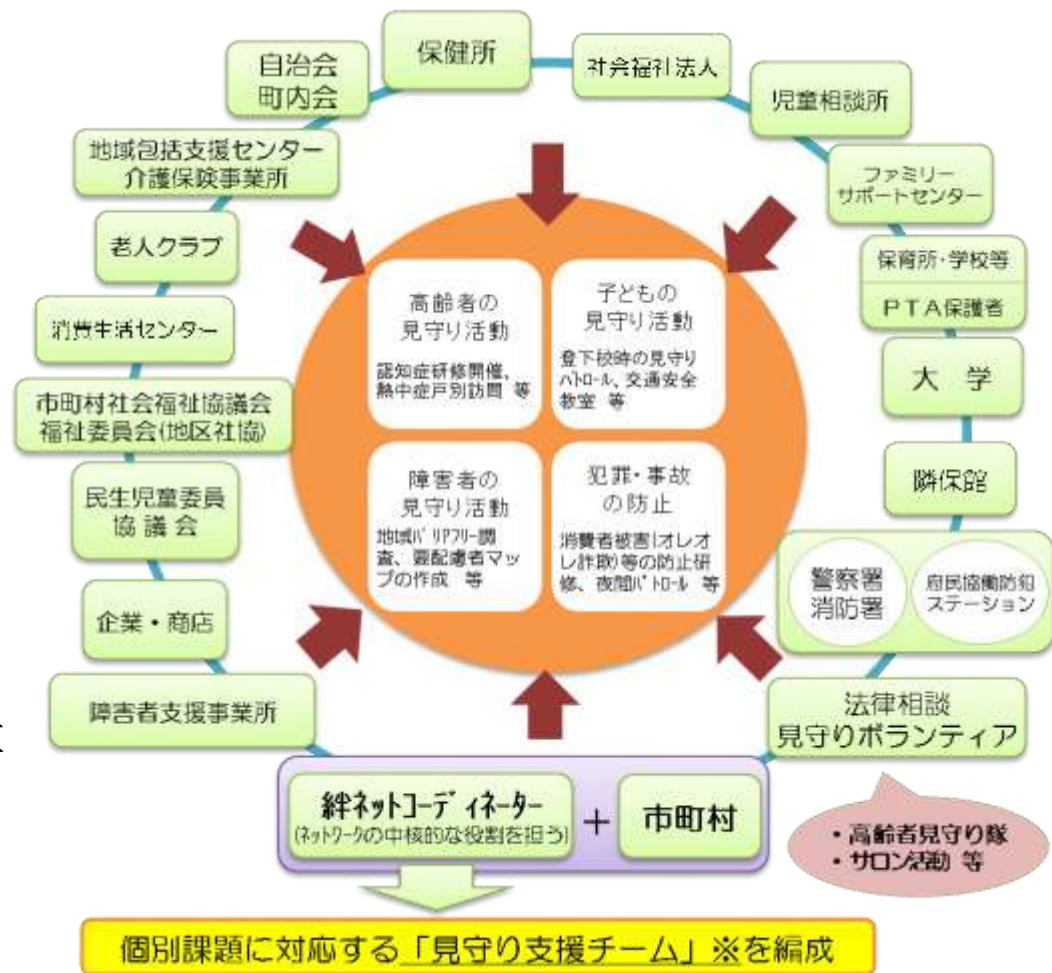 保健所
社会福祉法人
自治会
町内会
児童相談所
地域包括支援センター
介護保険事業所
ファミリー
サポートセンター
老人クラブ
保育所・学校等
PTA保護者
消費生活センター
大 学
市町村社会福祉協議会
福祉委員会(地区社協)
隣保館
民生児童委員
協議会
警察署
消防署
府民協働防犯
ステーション
企業・商店
障害者支援事業所
法律相談
見守りボランティア
高齢者の
見守り活動
認知症研修開催、
熱中症戸別訪問 等
子どもの
見守り活動
登下校時の見守り
パトロール、交通安全
教室 等
障害者の
見守り活動
地域バリアフリー調
査、要配慮者マッ
プの作成 等
犯罪・事故
の防止
消費者被害(オレオ
レ詐欺)等の防止研
修、夜間パトロール 等
絆ネットコーディネーター
(ネットワークの中核的な役割を担う)
+
市町村
・高齢者見守り隊
・サロン活動 等
個別課題に対応する「見守り支援チーム」※を編成